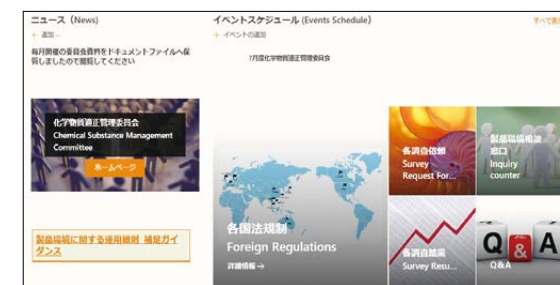 ニュース（News）
＋ 追加
毎月開催の委員会資料をドキュメントファイルへ保
管しましたので閲覧してください
化学物質適正管理委員会
Chemical Substance Management
Committee
ホームページ
製品環境に関する運用細則 補足ガイ
ダンス
イベントスケジュール（Events Schedule）
＋ イベントの追加
すべて表示
7月度化学物質適正管理委員会
各国法規制
Foreign Regulations
詳細情報→
各調査依頼
Survey
Request For...
製品環境相談
窓口
Inquiry
counter
各調査結果
Survey Resu...
Q & A
Q&A